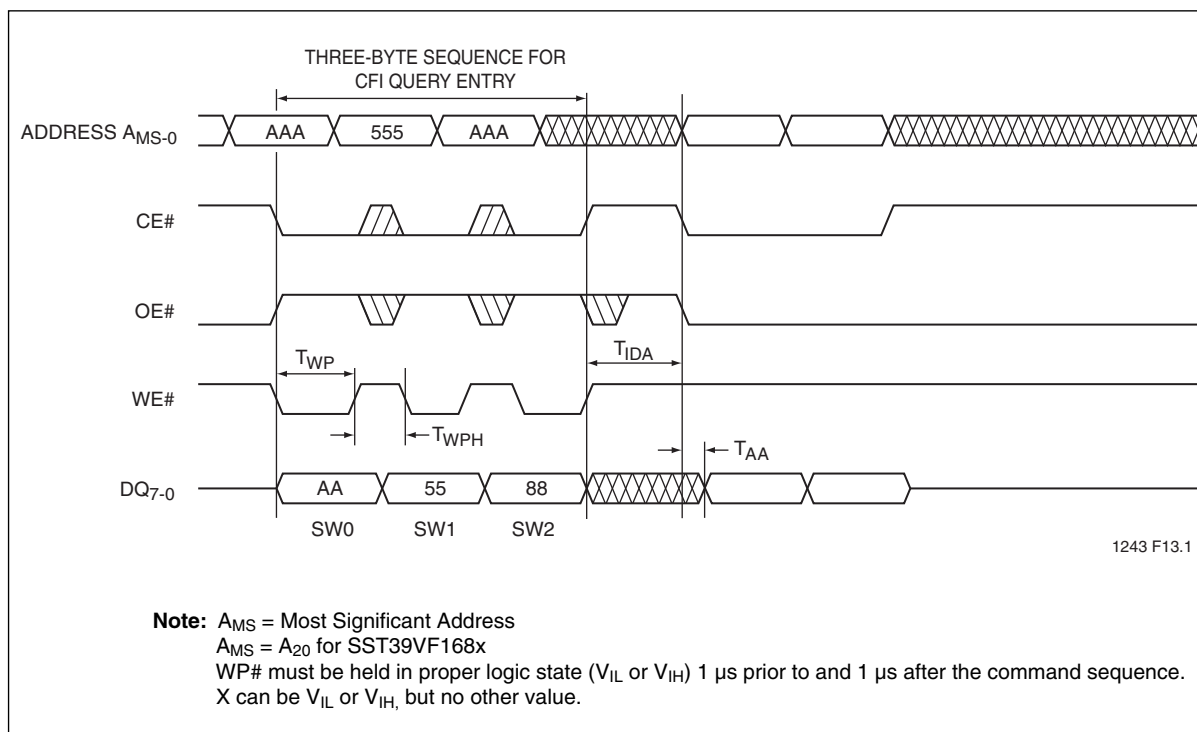 THREE-BYTE SEQUENCE FOR
CFI QUERY ENTRY
ADDRESS AMS-0
AAA 555 AAA
CE#
OE#
TWP TIDA
WE#
TWPH
TAA
DQ7-0
AA 55 88
SW0 SW1 SW2
1243 F13.1
Note: AMS = Most Significant Address
AMS = A20 for SST39VF168x
WP# must be held in proper logic state (VIL or VIH) 1 µs prior to and 1 µs after the command sequence.
X can be VIL or VIH, but no other value.